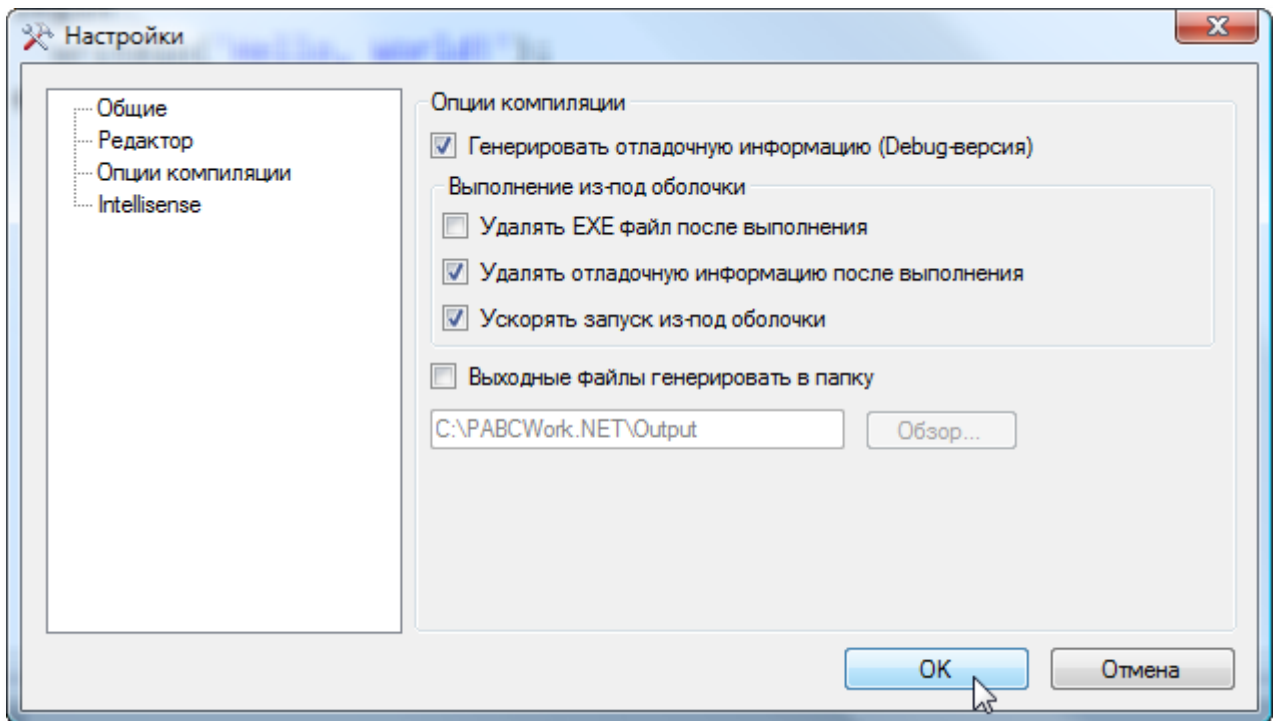 Настройки
Общие
Редактор
Опции компиляции
Intellisense
Опции компиляции
Генерировать отладочную информацию (Debug-версия)
Выполнение из-под оболочки
Удалять EXE файл после выполнения
Удалять отладочную информацию после выполнения
Ускорять запуск из-под оболочки
Выходные файлы генерировать в папку
C:\PABCWork.NET\Output
Обзор...
OK
Отмена